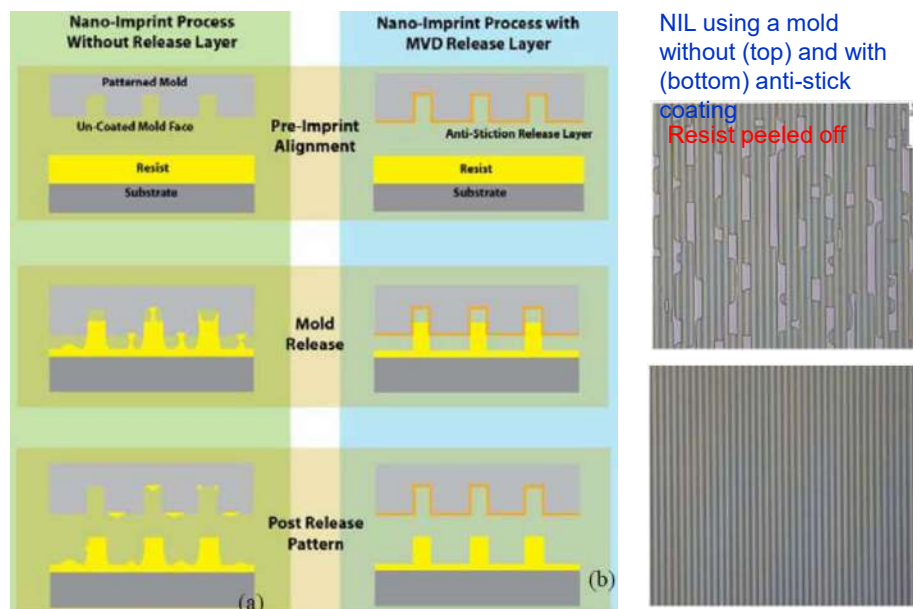 Nano-Imprint Process
Without Release Layer
Nano-Imprint Process with
MVD Release Layer
NIL using a mold
without (top) and with
(bottom) anti-stick
coating
Resist peeled off
Patterned Mold
Un-Coated Mold Face
Pre-Imprint
Alignment
Anti-Stiction Release Layer
Resist
Substrate
Resist
Substrate
Mold
Release
Post Release
Pattern
(a)
(b)